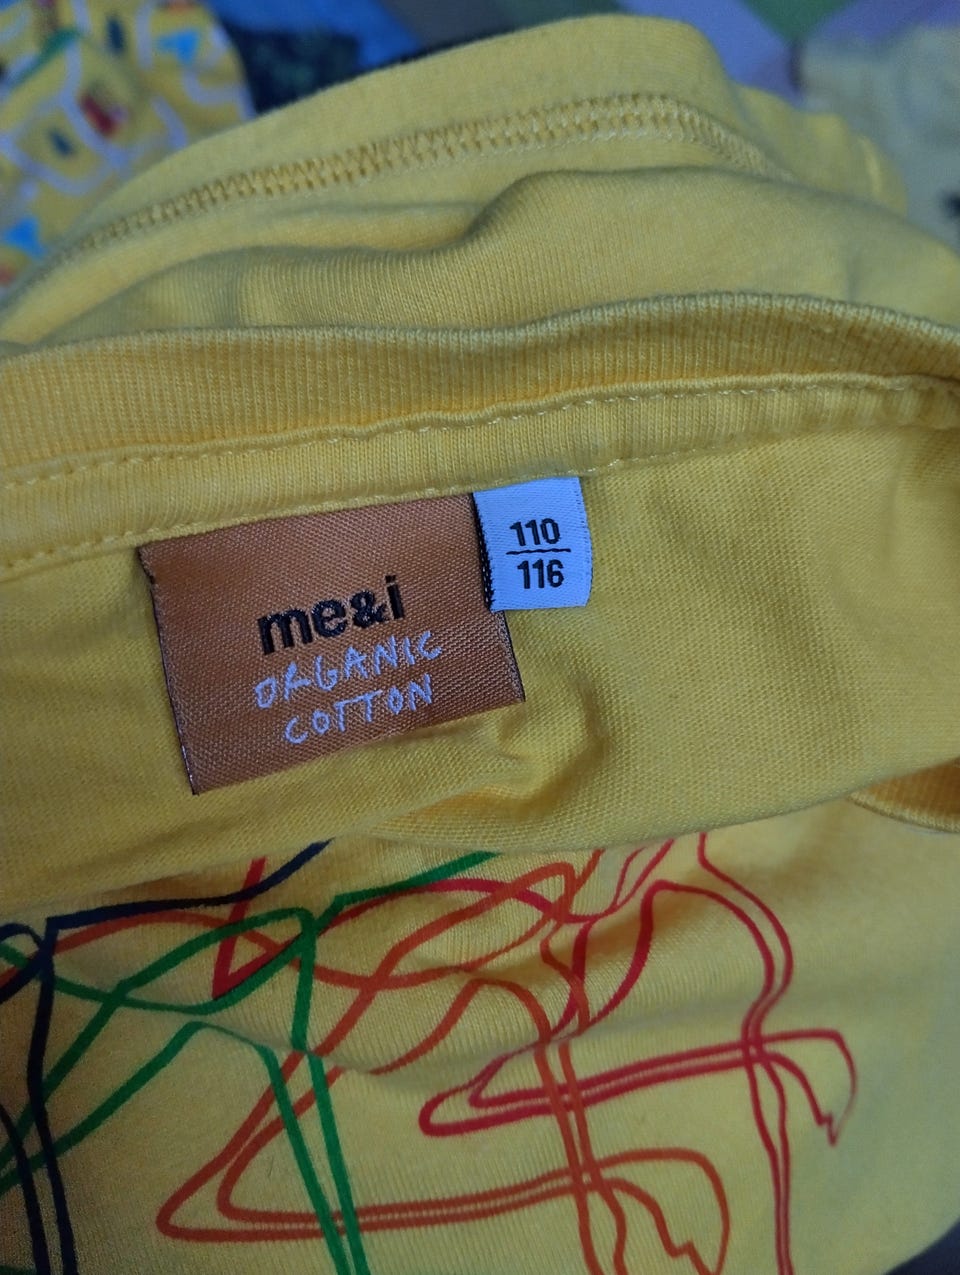 me&i
ORGANIC
COTTON
110
116